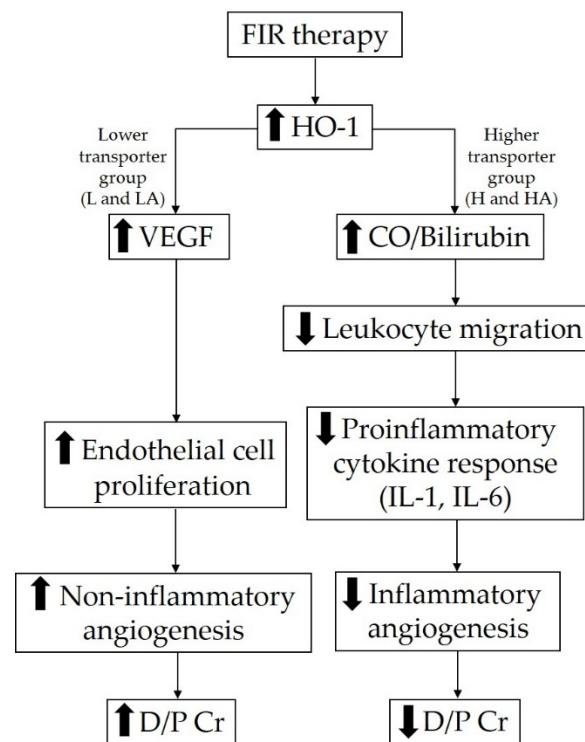 FIR therapy
HO-1
Lower
transporter
group
(L and LA)
Higher
transporter
group
(H and HA)
VEGF
CO/Bilirubin
Leukocyte migration
Endothelial cell
proliferation
Proinflammatory
cytokine response
(IL-1, IL-6)
Non-inflammatory
angiogenesis
Inflammatory
angiogenesis
D/P Cr
D/P Cr